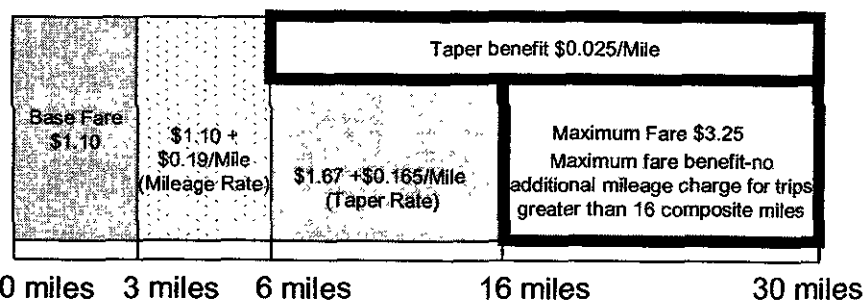 Taper benefit $0.025/Mile
Base Fare
$1.10
$1.10 +
$0.19/Mile
(Mileage Rate)
$1.67 +$0.165/Mile
(Taper Rate)
Maximum Fare $3.25
Maximum fare benefit-no
additional mileage charge for trips
greater than 16 composite miles
0 miles 3 miles 6 miles 16 miles 30 miles